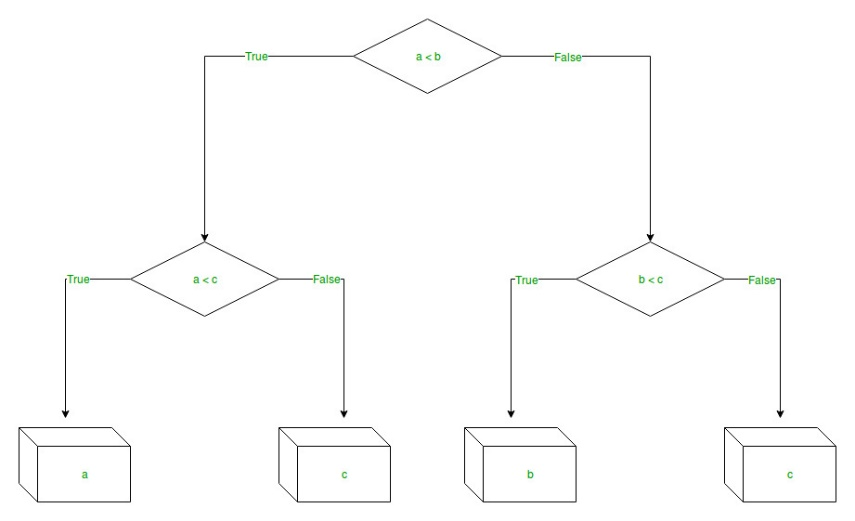 a < b
True
False
a < c
b < c
True
False
True
False
a
c
b
c